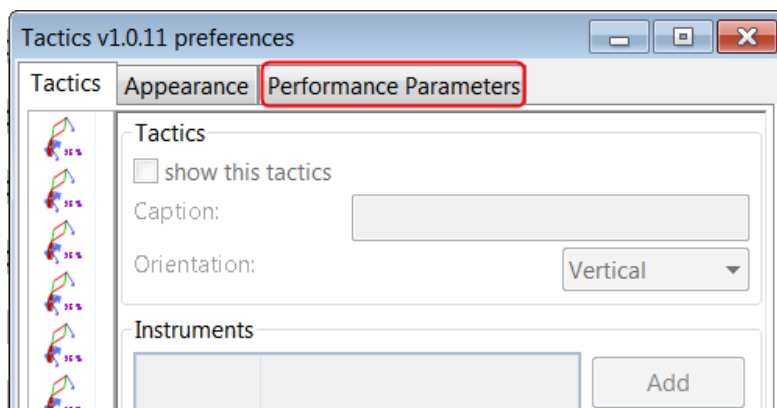 Tactics v1.0.11 preferences
Tactics Appearance Performance Parameters
Tactics
show this tactics
Caption:
Orientation: Vertical
Instruments
Add